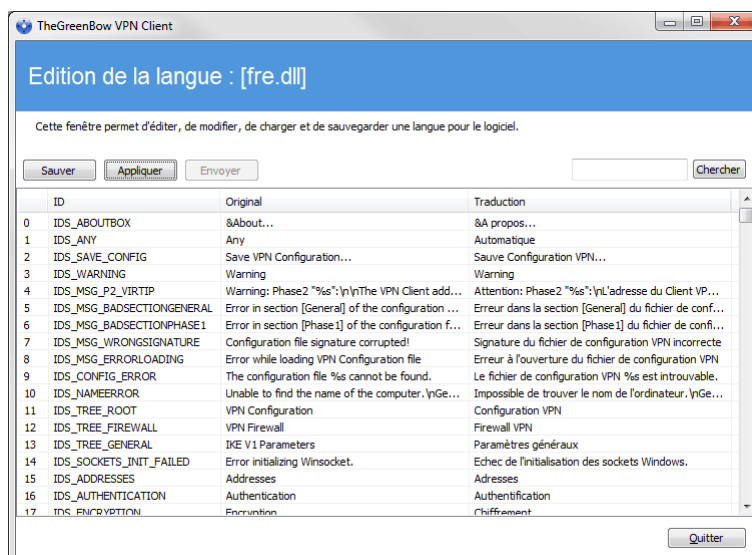 TheGreenBow VPN Client
Edition de la langue : [fre.dll]
Cette fenêtre permet d'éditer, de modifier, de charger et de sauvegarder une langue pour le logiciel.
Sauver Appliquer Envoyer Chercher
ID Original Traduction
0 IDS_ABOUTBOX &About... &A propos...
1 IDS_ANY Any Automatique
2 IDS_SAVE_CONFIG Save VPN Configuration... Sauve Configuration VPN...
3 IDS_WARNING Warning Warning
4 IDS_MSG_P2_VIRTIP Warning: Phase2 "%s":\n\nThe VPN Client add... Attention: Phase2 "%s":\nL'adresse du Client VP...
5 IDS_MSG_BADSECTIONGENERAL Error in section [General] of the configuration ... Erreur dans la section [General] du fichier de conf...
6 IDS_MSG_BADSECTIONPHASE1 Error in section [Phase1] of the configuration f... Erreur dans la section [Phase1] du fichier de confi...
7 IDS_MSG_WRONGSIGNATURE Configuration file signature corrupted! Signature du fichier de configuration VPN incorrecte
8 IDS_MSG_ERRORLOADING Error while loading VPN Configuration file Erreur à l'ouverture du fichier de configuration VPN
9 IDS_CONFIG_ERROR The configuration file %s cannot be found. Le fichier de configuration VPN %s est introuvable.
10 IDS_NAMEERROR Unable to find the name of the computer.\nGe... Impossible de trouver le nom de l'ordinateur.\nGe...
11 IDS_TREE_ROOT VPN Configuration Configuration VPN
12 IDS_TREE_FIREWALL VPN Firewall Firewall VPN
13 IDS_TREE_GENERAL IKE V1 Parameters Paramètres généraux
14 IDS_SOCKETS_INIT_FAILED Error initializing Winsocket. Echec de l'initialisation des sockets Windows.
15 IDS_ADDRESSES Addresses Adresses
16 IDS_AUTHENTICATION Authentication Authentification
17 IDS_ENCRYPTION Encryption Chiffrement
Quitter